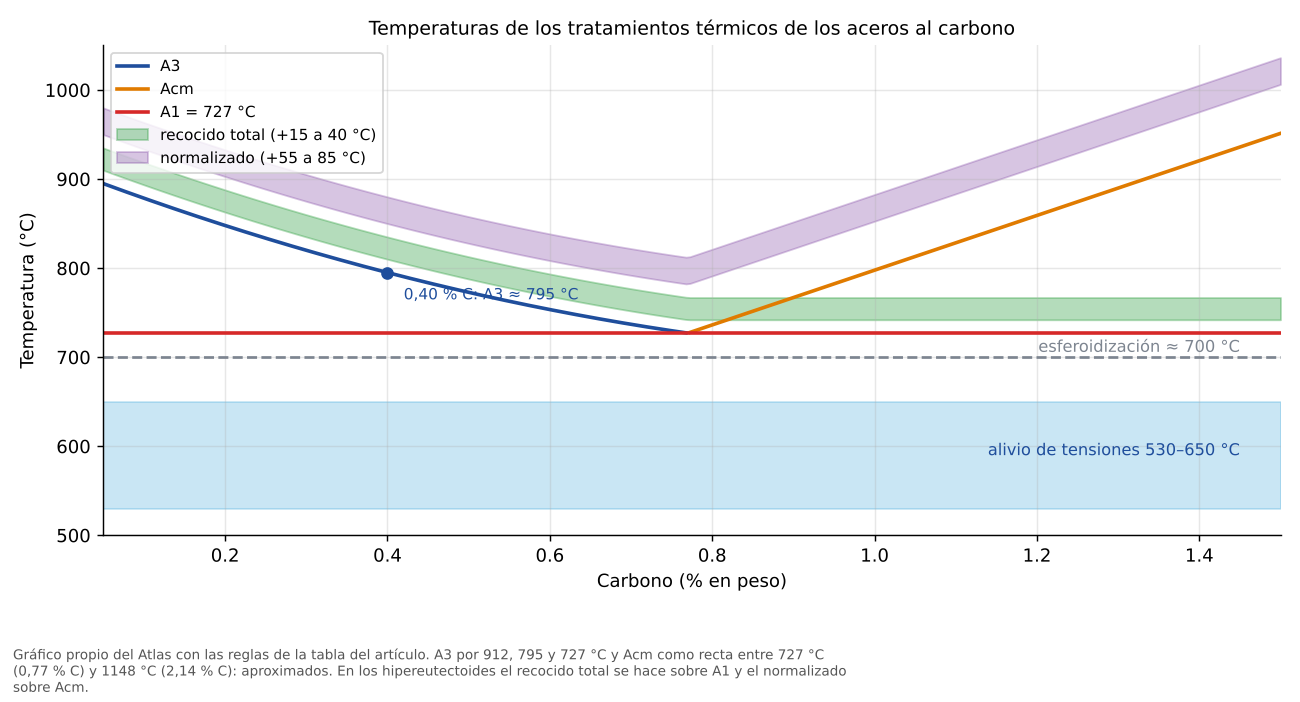 Temperaturas de los tratamientos térmicos de los aceros al carbono
A3
Acm
A1 = 727 °C
recocido total (+15 a 40 °C)
normalizado (+55 a 85 °C)
Temperatura (°C)
1000
900
800
700
600
500
0,40 % C: A3 ≈ 795 °C
esferoidización ≈ 700 °C
alivio de tensiones 530–650 °C
0.2 0.4 0.6 0.8 1.0 1.2 1.4
Carbono (% en peso)
Gráfico propio del Atlas con las reglas de la tabla del artículo. A3 por 912, 795 y 727 °C y Acm como recta entre 727 °C
(0,77 % C) y 1148 °C (2,14 % C): aproximados. En los hipereutectoides el recocido total se hace sobre A1 y el normalizado
sobre Acm.